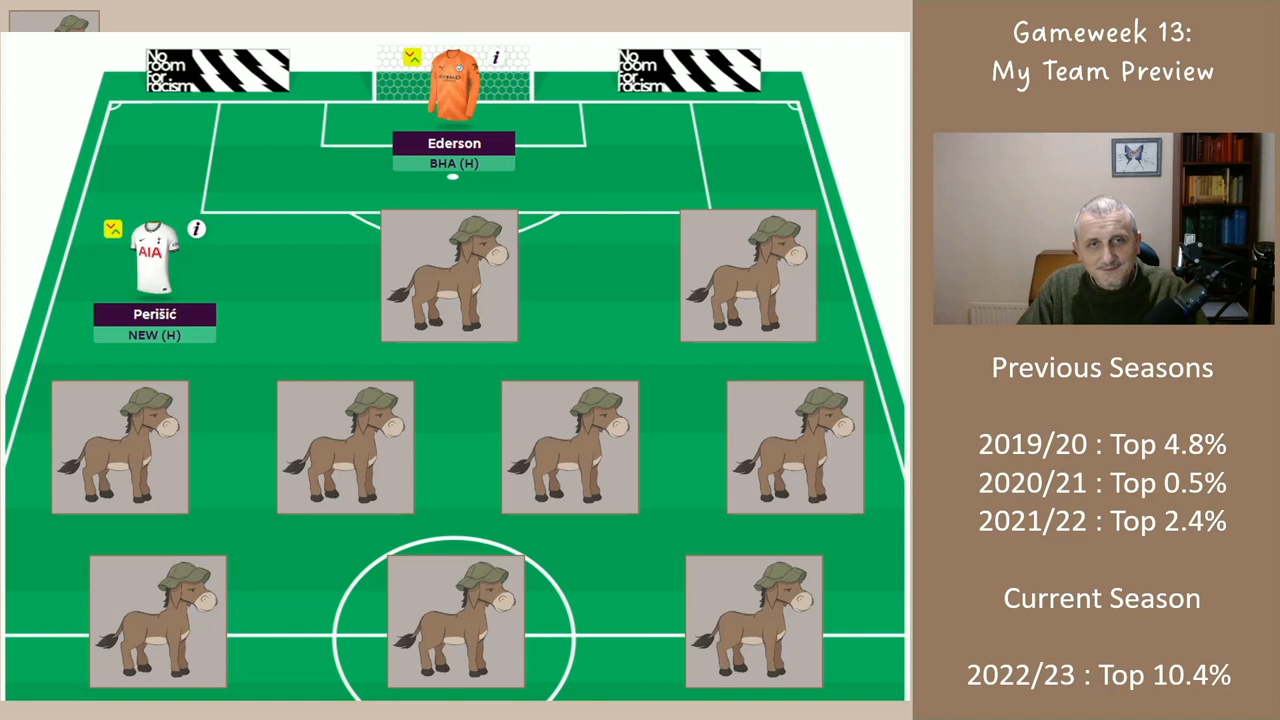 No
room
For
racism
No
room
For
racism
Ederson
BHA (H)
AIA
Perišić
NEW (H)
Gameweek 13:
My Team Preview
Previous Seasons
2019/20 : Top 4.8%
2020/21 : Top 0.5%
2021/22 : Top 2.4%
Current Season
2022/23 : Top 10.4%